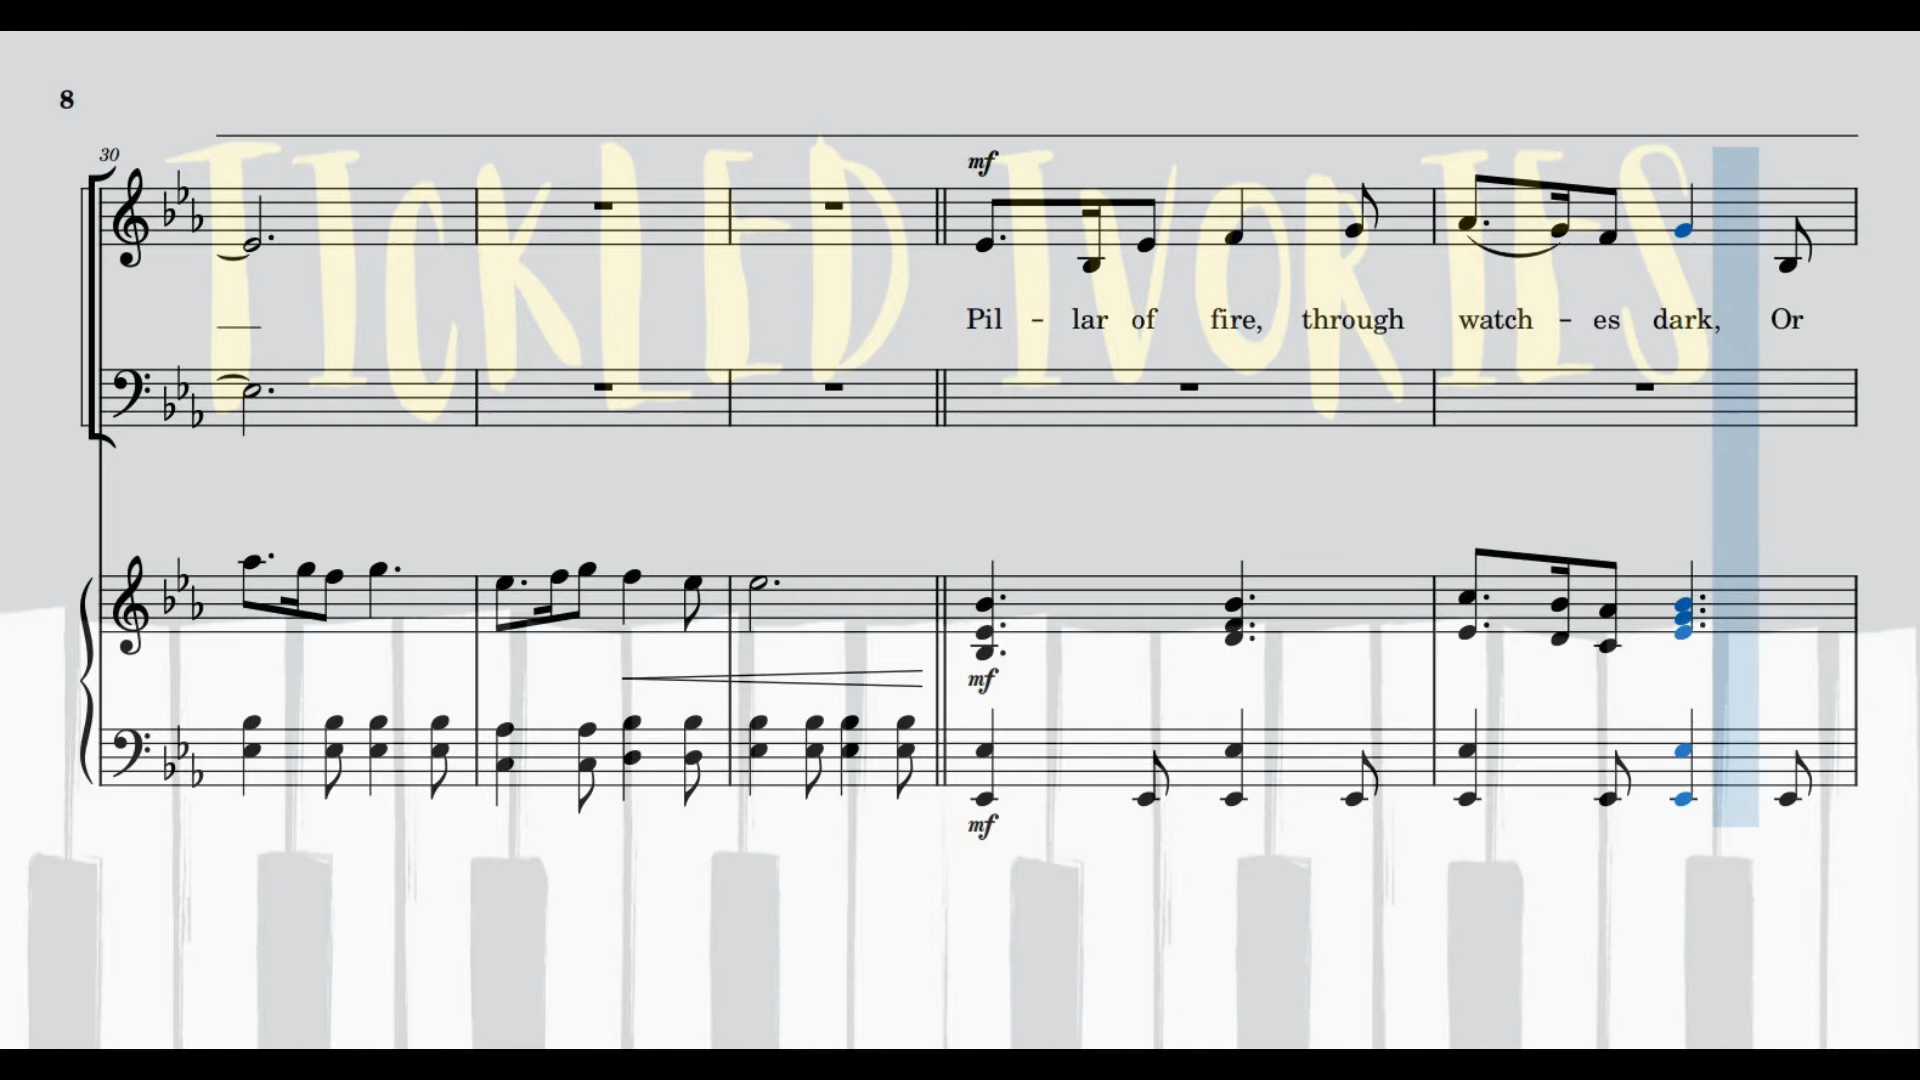 8
30
TICKLED IVORIES
mf
Pil - lar of fire, through watch - es dark, Or
mf
mf